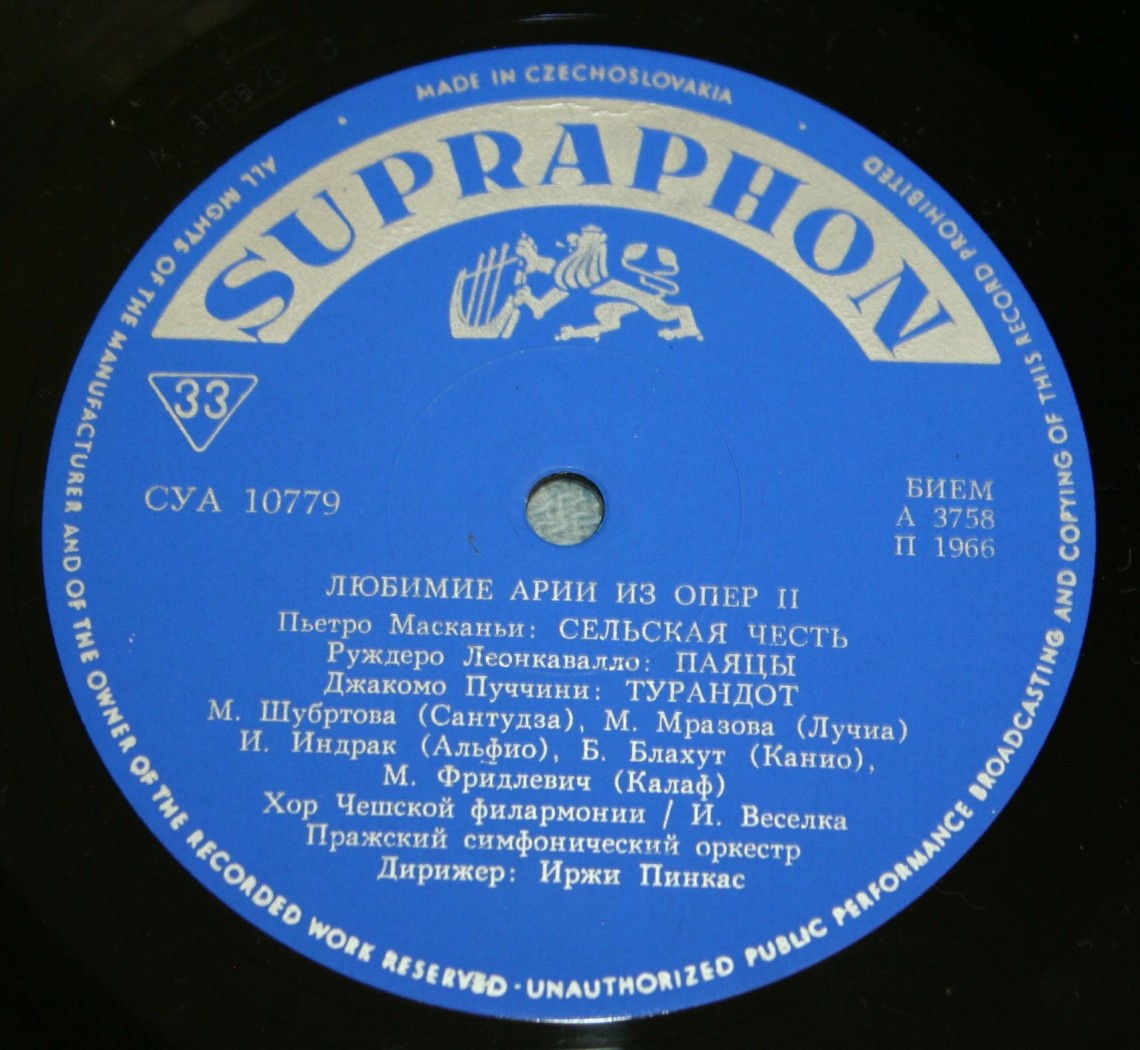 MADE IN CZECHOSLOVAKIA
SUPRAPHON
33
СУА 10779
БИЕМ
А 3758
П 1966
ЛЮБИМИЕ АРИИ ИЗ ОПЕР II
Пьетро Масканьи: СЕЛЬСКАЯ ЧЕСТЬ
Руждеро Леонкавалло: ПАЯЦЫ
Джакомо Пуччини: ТУРАНДОТ
М. Шубртова (Сантудза), М. Мразова (Лучиа)
И. Индрак (Альфио), Б. Блахут (Канио),
М. Фридлевич (Калаф)
Хор Чешской филармонии / И. Веселка
Пражский симфонический оркестр
Дирижер: Иржи Пинкас
ALL RIGHTS OF THE MANUFACTURER AND OF THE OWNER OF THE RECORDED WORK RESERVED · UNAUTHORIZED PUBLIC PERFORMANCE BROADCASTING AND COPYING OF THIS RECORD PROHIBITED